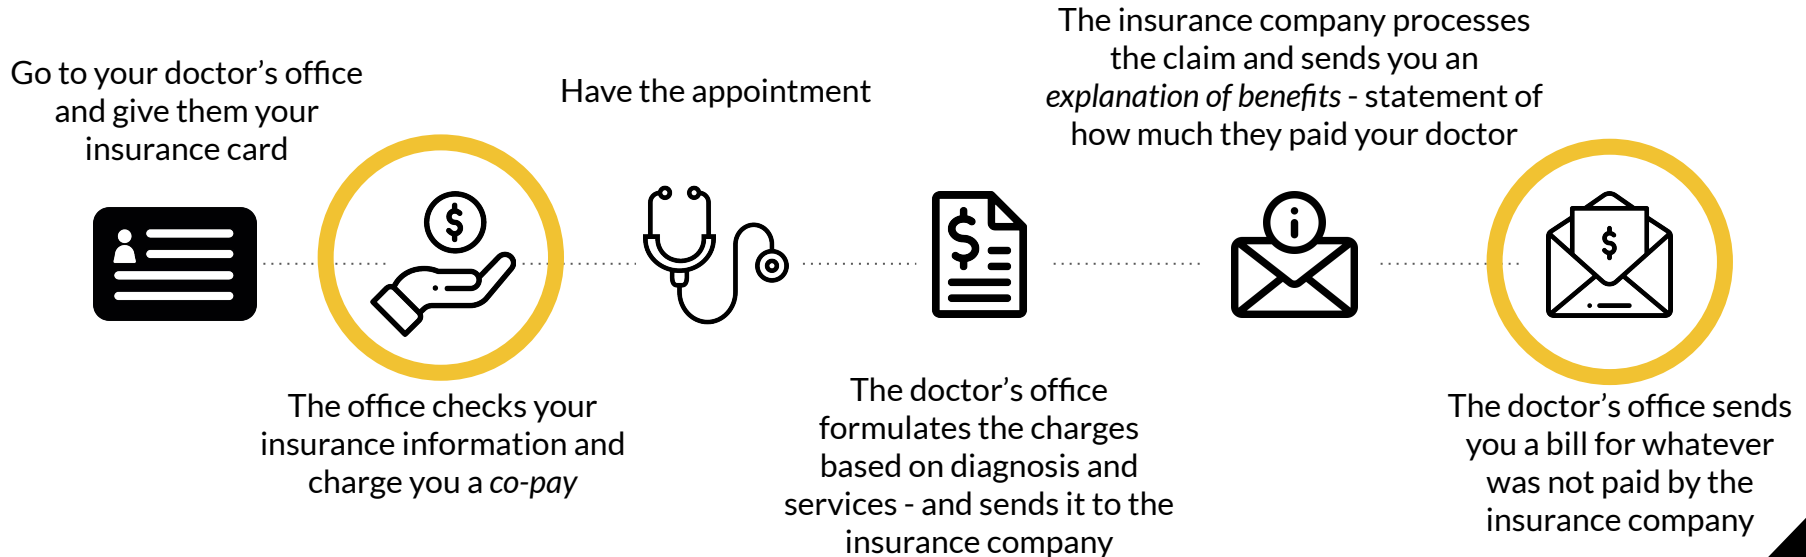 Go to your doctor's office
and give them your
insurance card
The office checks your
insurance information and
charge you a co-pay
Have the appointment
The doctor's office
formulates the charges
based on diagnosis and
services - and sends it to the
insurance company
The insurance company processes
the claim and sends you an
explanation of benefits - statement of
how much they paid your doctor
The doctor's office sends
you a bill for whatever
was not paid by the
insurance company
$
$
i
$